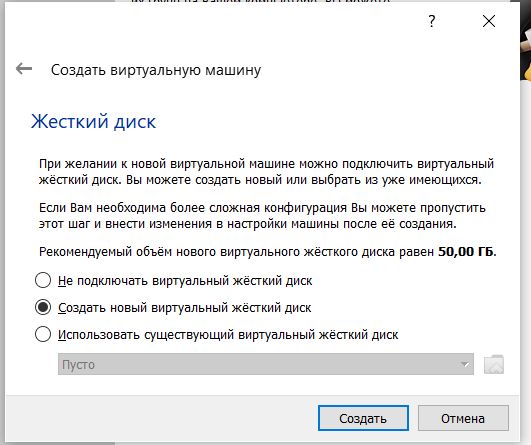 ?
Создать виртуальную машину
Жесткий диск
При желании к новой виртуальной машине можно подключить виртуальный
жёсткий диск. Вы можете создать новый или выбрать из уже имеющихся.
Если Вам необходима более сложная конфигурация Вы можете пропустить
этот шаг и внести изменения в настройки машины после её создания.
Рекомендуемый объём нового виртуального жёсткого диска равен 50,00 ГБ.
Не подключать виртуальный жёсткий диск
Создать новый виртуальный жёсткий диск
Использовать существующий виртуальный жёсткий диск
Пусто
Создать
Отмена